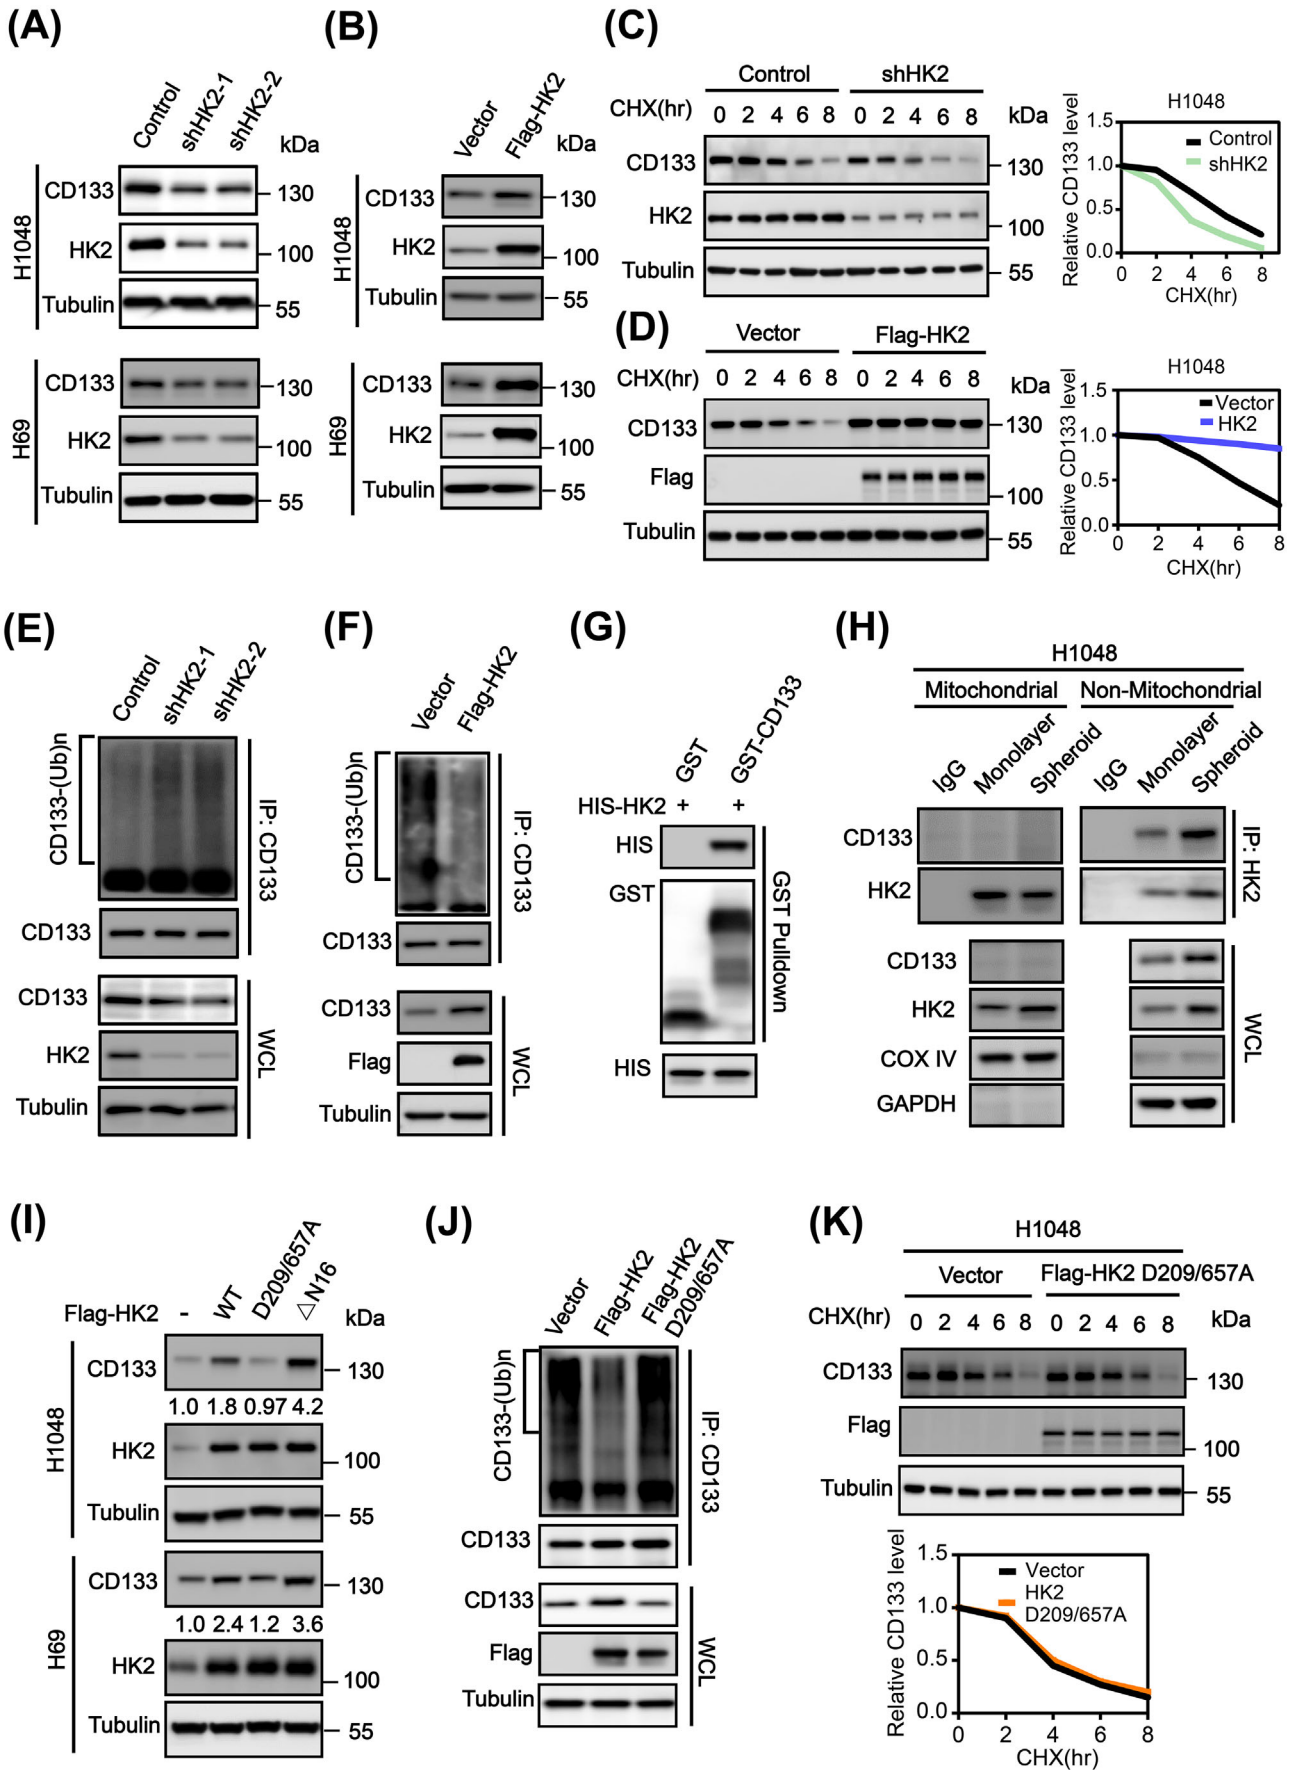 (A)
Control
shHK2-1
shHK2-2
kDa
H1048
CD133
130
HK2
100
Tubulin
55
H69
CD133
130
HK2
100
Tubulin
55
(B)
Vector
Flag-HK2
kDa
H1048
CD133
130
HK2
100
Tubulin
55
H69
CD133
130
HK2
100
Tubulin
55
(C)
Control shHK2
CHX(hr) 0 2 4 6 8 0 2 4 6 8 kDa
CD133
130
HK2
100
Tubulin
55
H1048
Relative CD133 level
1.5
1.0
0.5
0.0
Control
shHK2
0 2 4 6 8
CHX(hr)
(D)
Vector Flag-HK2
CHX(hr) 0 2 4 6 8 0 2 4 6 8 kDa
CD133
130
Flag
100
Tubulin
55
H1048
Relative CD133 level
1.5
1.0
0.5
0.0
Vector
HK2
0 2 4 6 8
CHX(hr)
(E)
Control
shHK2-1
shHK2-2
CD133-(Ub)n
CD133
IP: CD133
CD133
HK2
Tubulin
WCL
(F)
Vector
Flag-HK2
CD133-(Ub)n
CD133
IP: CD133
CD133
Flag
Tubulin
WCL
(G)
GST
GST-CD133
HIS-HK2 + +
HIS
GST
GST Pulldown
HIS
(H)
H1048
Mitochondrial Non-Mitochondrial
IgG
Monolayer
Spheroid
IgG
Monolayer
Spheroid
CD133
HK2
IP: HK2
CD133
HK2
COX IV
GAPDH
WCL
(I)
Flag-HK2
-
WT
D209/657A
△N16
kDa
H1048
CD133
130
1.0 1.8 0.97 4.2
HK2
100
Tubulin
55
H69
CD133
130
1.0 2.4 1.2 3.6
HK2
100
Tubulin
55
(J)
Vector
Flag-HK2
Flag-HK2
D209/657A
CD133-(Ub)n
CD133
IP: CD133
CD133
Flag
Tubulin
WCL
(K)
H1048
Vector Flag-HK2 D209/657A
CHX(hr) 0 2 4 6 8 0 2 4 6 8 kDa
CD133
130
Flag
100
Tubulin
55
Relative CD133 level
1.5
1.0
0.5
0.0
Vector
HK2
D209/657A
0 2 4 6 8
CHX(hr)